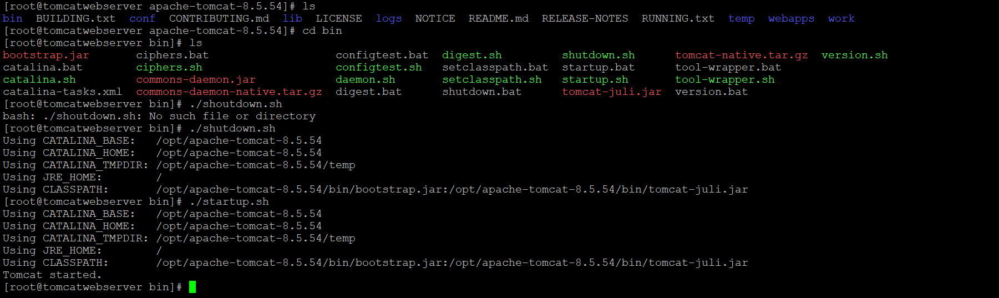 [root@tomcatwebserver apache-tomcat-8.5.54]# ls
bin  BUILDING.txt  conf  CONTRIBUTING.md  lib  LICENSE  logs  NOTICE  README.md  RELEASE-NOTES  RUNNING.txt  temp  webapps  work
[root@tomcatwebserver apache-tomcat-8.5.54]# cd bin
[root@tomcatwebserver bin]# ls
bootstrap.jar       ciphers.bat                   configtest.bat  digest.sh         shutdown.sh      tomcat-native.tar.gz  version.sh
catalina.bat        ciphers.sh                    configtest.sh   setclasspath.bat  startup.bat      tool-wrapper.bat
catalina.sh         commons-daemon.jar            daemon.sh       setclasspath.sh   startup.sh       tool-wrapper.sh
catalina-tasks.xml  commons-daemon-native.tar.gz  digest.bat      shutdown.bat      tomcat-juli.jar  version.bat
[root@tomcatwebserver bin]# ./shoutdown.sh
bash: ./shoutdown.sh: No such file or directory
[root@tomcatwebserver bin]# ./shutdown.sh
Using CATALINA_BASE:   /opt/apache-tomcat-8.5.54
Using CATALINA_HOME:   /opt/apache-tomcat-8.5.54
Using CATALINA_TMPDIR: /opt/apache-tomcat-8.5.54/temp
Using JRE_HOME:        /
Using CLASSPATH:       /opt/apache-tomcat-8.5.54/bin/bootstrap.jar:/opt/apache-tomcat-8.5.54/bin/tomcat-juli.jar
[root@tomcatwebserver bin]# ./startup.sh
Using CATALINA_BASE:   /opt/apache-tomcat-8.5.54
Using CATALINA_HOME:   /opt/apache-tomcat-8.5.54
Using CATALINA_TMPDIR: /opt/apache-tomcat-8.5.54/temp
Using JRE_HOME:        /
Using CLASSPATH:       /opt/apache-tomcat-8.5.54/bin/bootstrap.jar:/opt/apache-tomcat-8.5.54/bin/tomcat-juli.jar
Tomcat started.
[root@tomcatwebserver bin]#